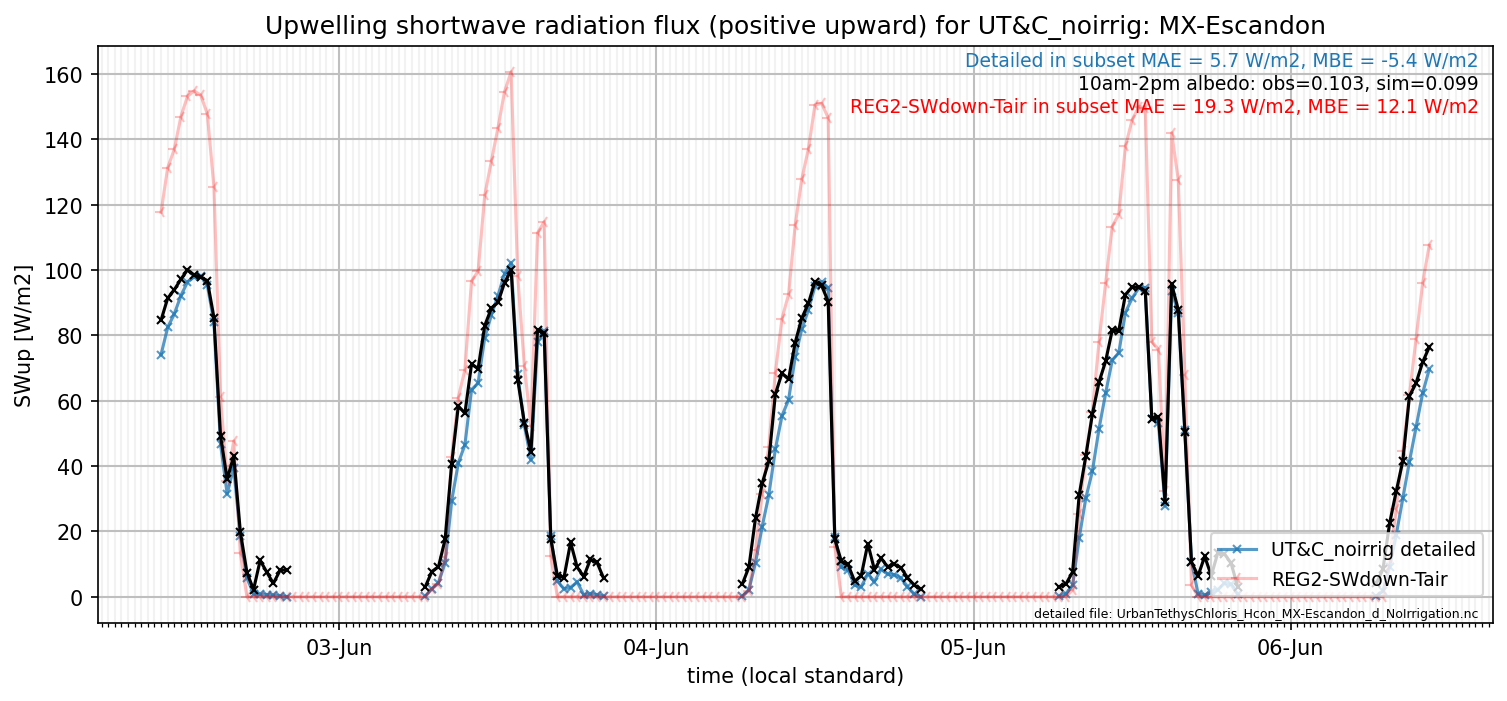 Upwelling shortwave radiation flux (positive upward) for UT&C_noirrig: MX-Escandon
Detailed in subset MAE = 5.7 W/m2, MBE = -5.4 W/m2
10am-2pm albedo: obs=0.103, sim=0.099
REG2-SWdown-Tair in subset MAE = 19.3 W/m2, MBE = 12.1 W/m2
SWup [W/m2]
160
140
120
100
80
60
40
20
0
UT&C_noirrig detailed
REG2-SWdown-Tair
detailed file: UrbanTethysChloris_Hcon_MX-Escandon_d_NoIrrigation.nc
03-Jun
04-Jun
05-Jun
06-Jun
time (local standard)